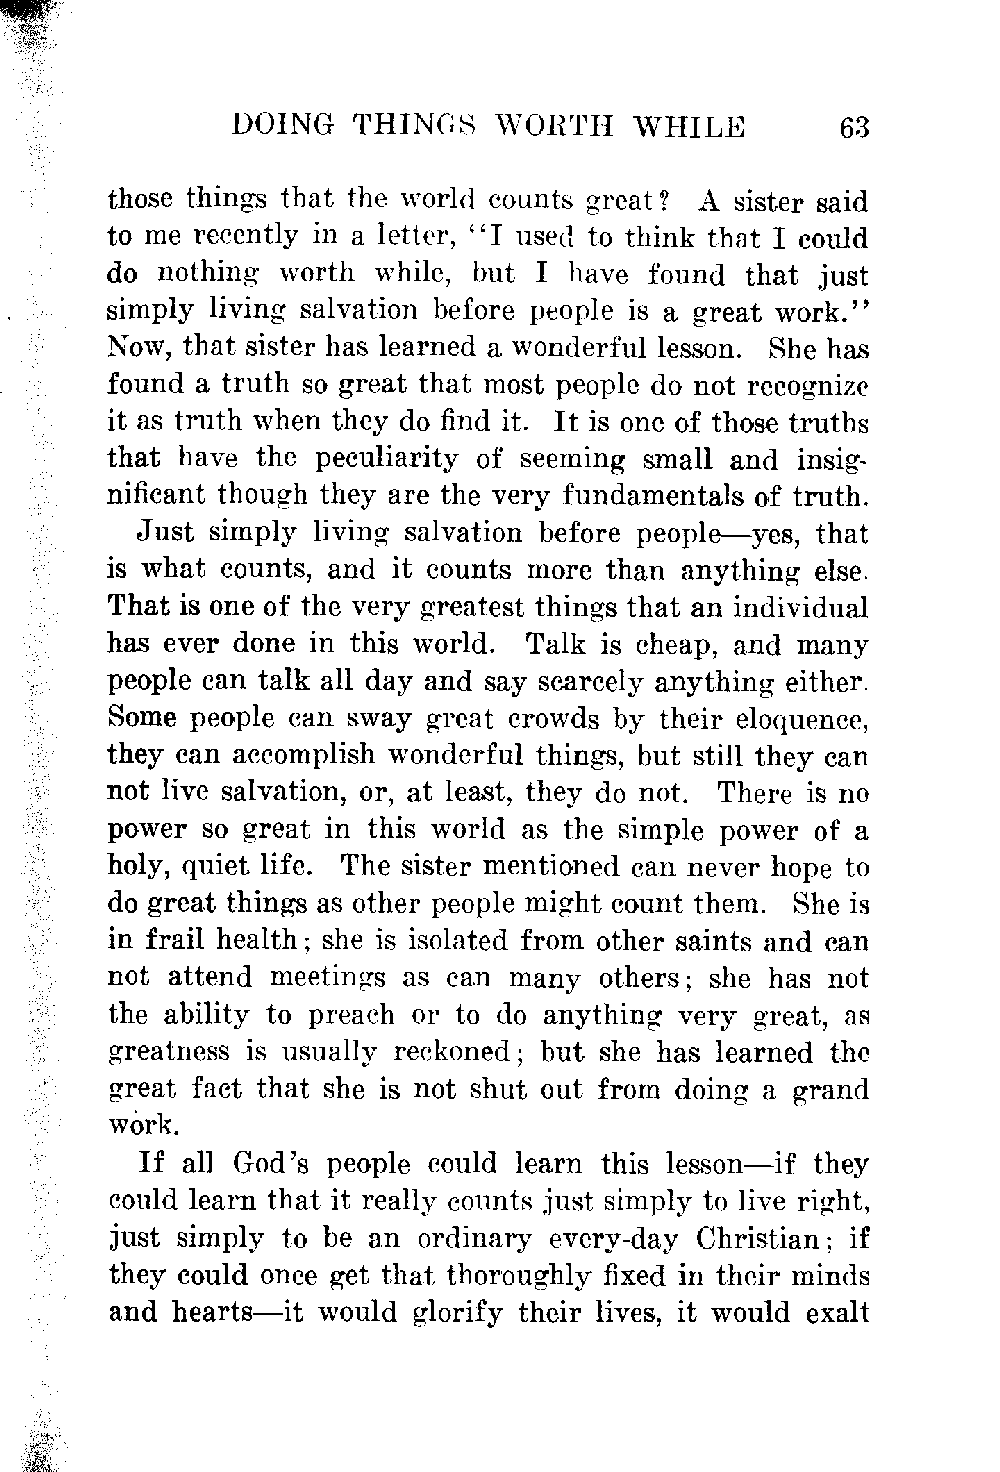 DOING THINGS WORTH WHILE 63
those things that the world counts great? A sister said
to me recently in a letter, "I used to think that I could
do nothing worth while, but I have found that just
simply living salvation before people is a great work."
Now, that sister has learned a wonderful lesson. She has
found a truth so great that most people do not recognize
it as truth when they do find it. It is one of those truths
that have the peculiarity of seeming small and insig-
nificant though they are the very fundamentals of truth.
Just simply living salvation before people—yes, that
is what counts, and it counts more than anything else.
That is one of the very greatest things that an individual
has ever done in this world. Talk is cheap, and many
people can talk all day and say scarcely anything either.
Some people can sway great crowds by their eloquence,
they can accomplish wonderful things, but still they can
not live salvation, or, at least, they do not. There is no
power so great in this world as the simple power of a
holy, quiet life. The sister mentioned can never hope to
do great things as other people might count them. She is
in frail health; she is isolated from other saints and can
not attend meetings as can many others; she has not
the ability to preach or to do anything very great, as
greatness is usually reckoned; but she has learned the
great fact that she is not shut out from doing a grand
work.
If all God's people could learn this lesson—if they
could learn that it really counts just simply to live right,
just simply to be an ordinary every-day Christian; if
they could once get that thoroughly fixed in their minds
and hearts—it would glorify their lives, it would exalt